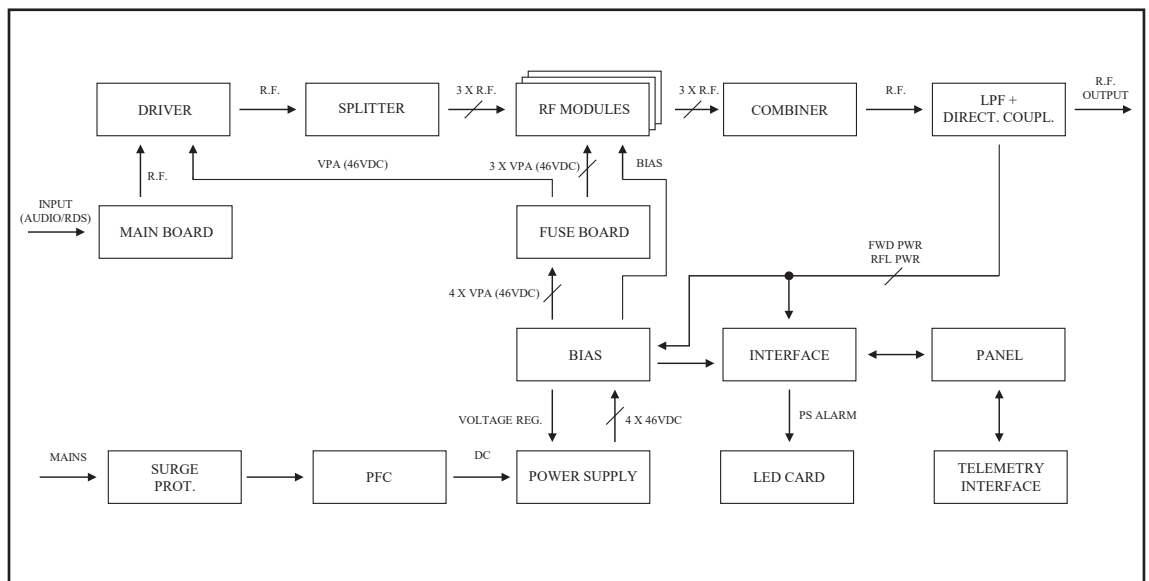 R.F.
3 X R.F.
3 X R.F.
R.F.
R.F.
OUTPUT
DRIVER
SPLITTER
RF MODULES
COMBINER
LPF +
DIRECT. COUPL.
R.F.
VPA (46VDC)
3 X VPA (46VDC)
BIAS
INPUT
(AUDIO/RDS)
MAIN BOARD
FUSE BOARD
FWD PWR
RFL PWR
4 X VPA (46VDC)
BIAS
INTERFACE
PANEL
VOLTAGE REG.
4 X 46VDC
PS ALARM
MAINS
SURGE
PROT.
PFC
DC
POWER SUPPLY
LED CARD
TELEMETRY
INTERFACE